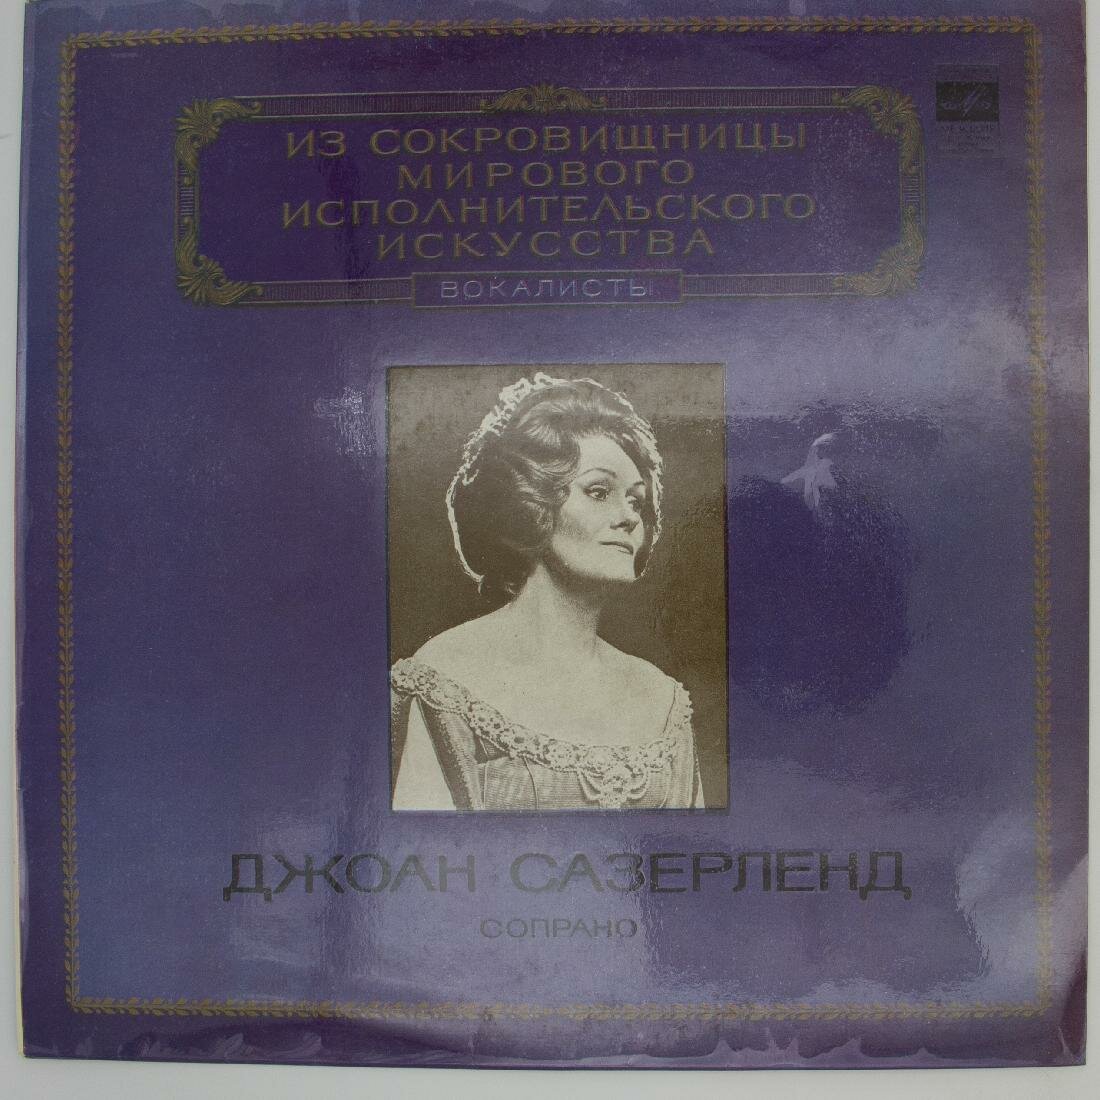 ИЗ СОКРОВИЩНИЦЫ
МИРОВОГО
ИСПОЛНИТЕЛЬСКОГО
ИСКУССТВА
ВОКАЛИСТЫ
ДЖОАН САЗЕРЛЕНД
СОПРАНО